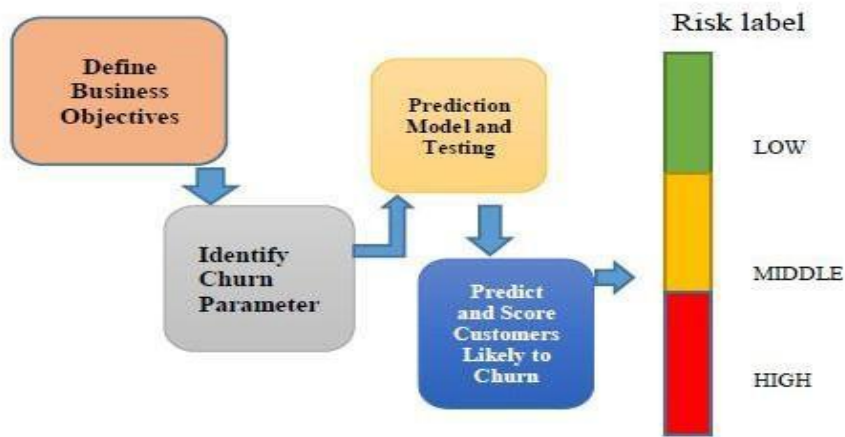 Define
Business
Objectives
Identify
Churn
Parameter
Prediction
Model and
Testing
Predict
and Score
Customers
Likely to
Churn
Risk label
LOW
MIDDLE
HIGH